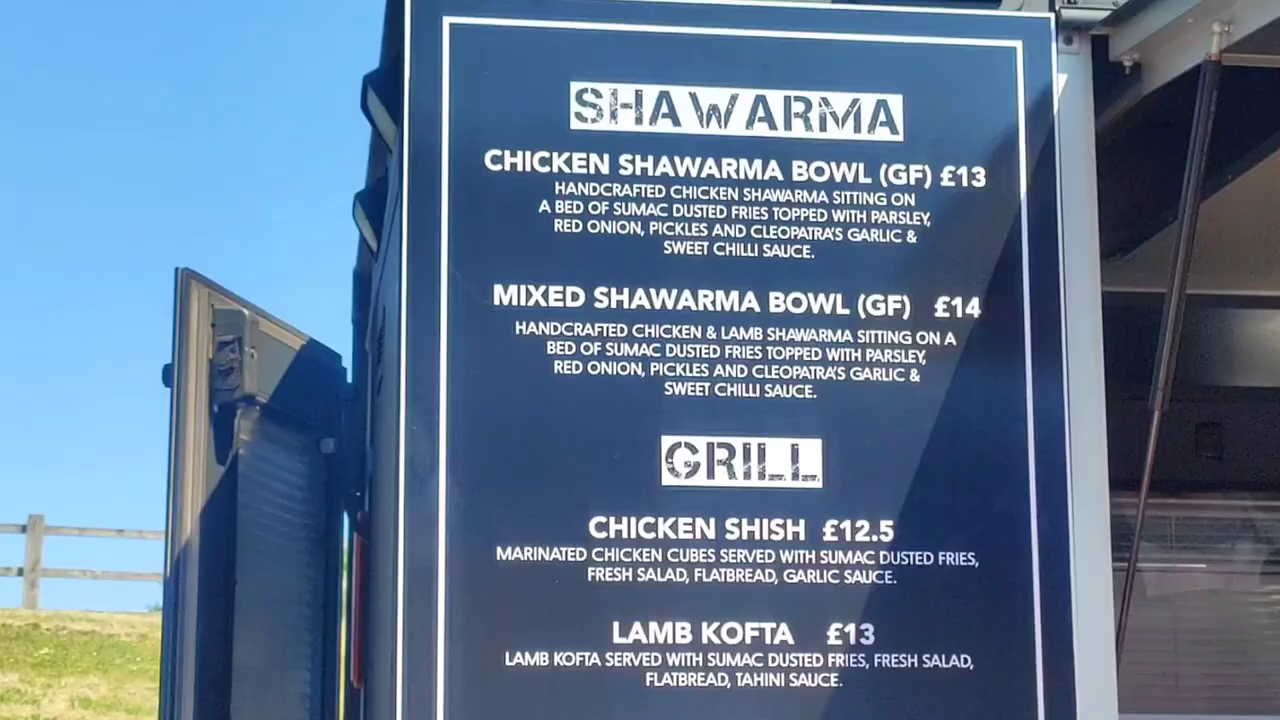 SHAWARMA
CHICKEN SHAWARMA BOWL (GF) £13
HANDCRAFTED CHICKEN SHAWARMA SITTING ON
A BED OF SUMAC DUSTED FRIES TOPPED WITH PARSLEY,
RED ONION, PICKLES AND CLEOPATRA'S GARLIC &
SWEET CHILLI SAUCE.
MIXED SHAWARMA BOWL (GF) £14
HANDCRAFTED CHICKEN & LAMB SHAWARMA SITTING ON A
BED OF SUMAC DUSTED FRIES TOPPED WITH PARSLEY,
RED ONION, PICKLES AND CLEOPATRA'S GARLIC &
SWEET CHILLI SAUCE.
GRILL
CHICKEN SHISH £12.5
MARINATED CHICKEN CUBES SERVED WITH SUMAC DUSTED FRIES,
FRESH SALAD, FLATBREAD, GARLIC SAUCE.
LAMB KOFTA £13
LAMB KOFTA SERVED WITH SUMAC DUSTED FRIES, FRESH SALAD,
FLATBREAD, TAHINI SAUCE.